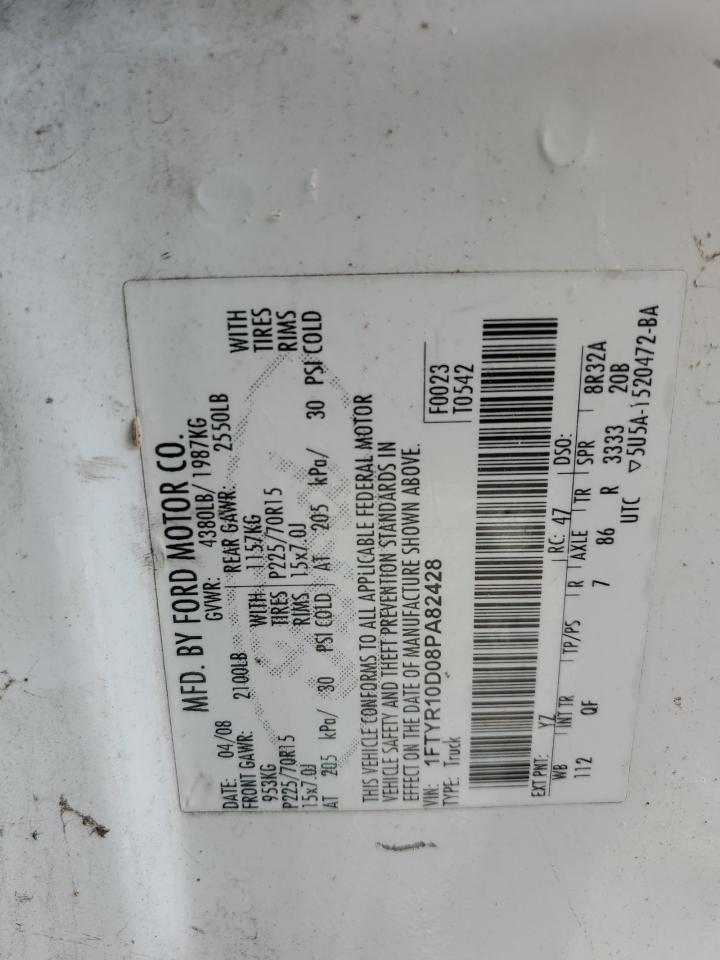 MFD. BY FORD MOTOR CO.
DATE: 04/08 GVWR: 4380LB/ 1987KG
FRONT GAWR: 2100LB REAR GAWR: 2550LB
953KG WITH 1157KG WITH
P225/70R15 TIRES P225/70R15 TIRES
15x7.0J RIMS 15x7.0J RIMS
AT 205 kPa/ 30 PSI COLD AT 205 kPa/ 30 PSI COLD
THIS VEHICLE CONFORMS TO ALL APPLICABLE FEDERAL MOTOR
VEHICLE SAFETY AND THEFT PREVENTION STANDARDS IN
EFFECT ON THE DATE OF MANUFACTURE SHOWN ABOVE.
VIN: 1FTYR10D08PA82428 F0023
TYPE: Truck T0542
EXT PNT: YZ RC: 47 DSO:
WB INT TR TP/PS R AXLE TR SPR 8R32A
112 QF 7 86 R 3333 20B
UTC ▽5U5A-1520472-BA